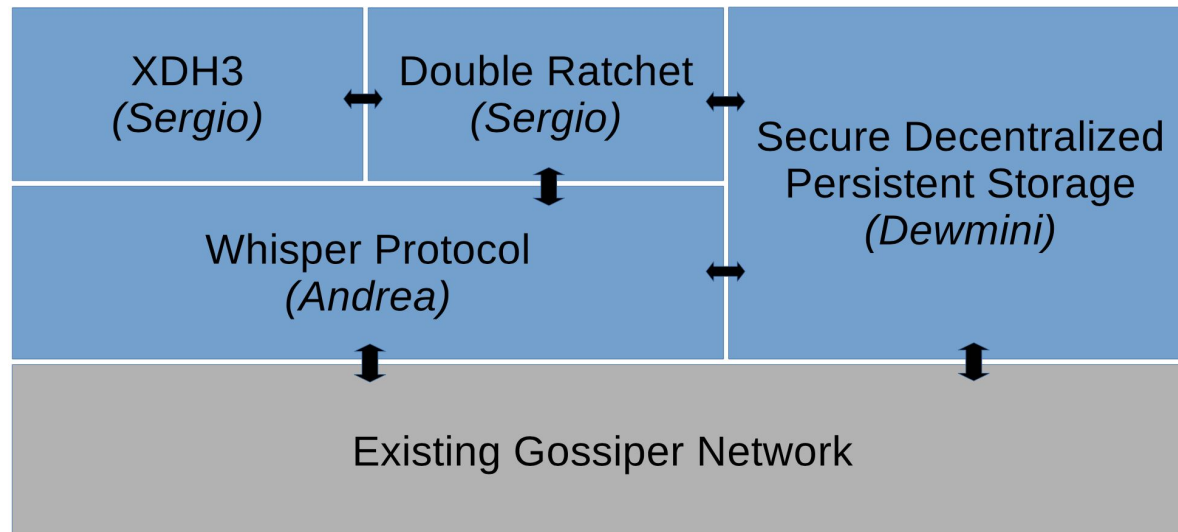 XDH3
(Sergio)
Double Ratchet
(Sergio)
Secure Decentralized
Persistent Storage
(Dewmini)
Whisper Protocol
(Andrea)
Existing Gossiper Network